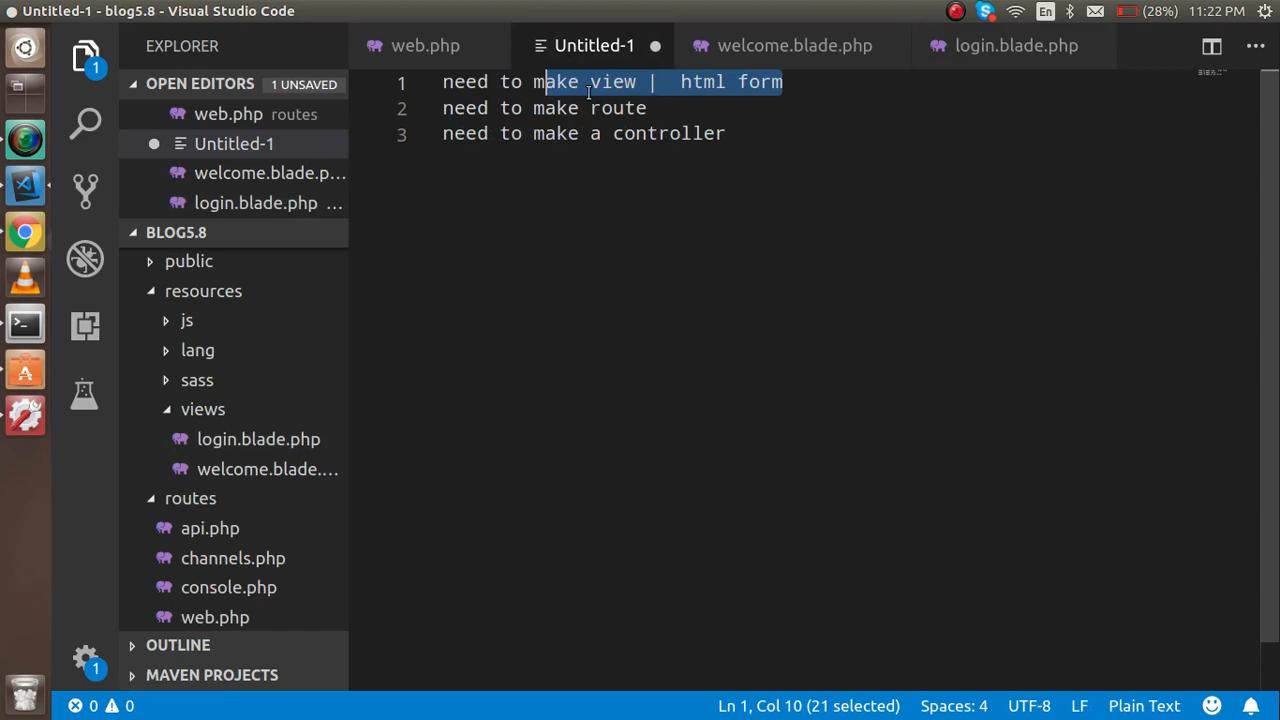 Untitled-1 - blog5.8 - Visual Studio Code
En
(28%)
11:22 PM
EXPLORER
web.php
Untitled-1
welcome.blade.php
login.blade.php
1
OPEN EDITORS
1 UNSAVED
web.php routes
Untitled-1
welcome.blade.p...
login.blade.php ...
BLOG5.8
public
resources
js
lang
sass
views
login.blade.php
welcome.blade....
routes
api.php
channels.php
console.php
web.php
OUTLINE
MAVEN PROJECTS
1
1 need to make view | html form
2 need to make route
3 need to make a controller
0 0
Ln 1, Col 10 (21 selected)
Spaces: 4
UTF-8
LF
Plain Text